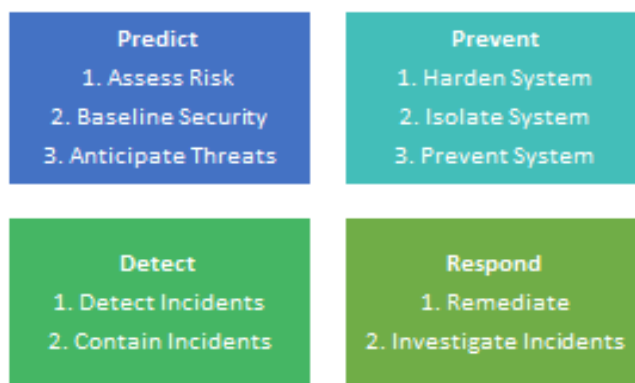 Predict
1. Assess Risk
2. Baseline Security
3. Anticipate Threats
Prevent
1. Harden System
2. Isolate System
3. Prevent System
Detect
1. Detect Incidents
2. Contain Incidents
Respond
1. Remediate
2. Investigate Incidents